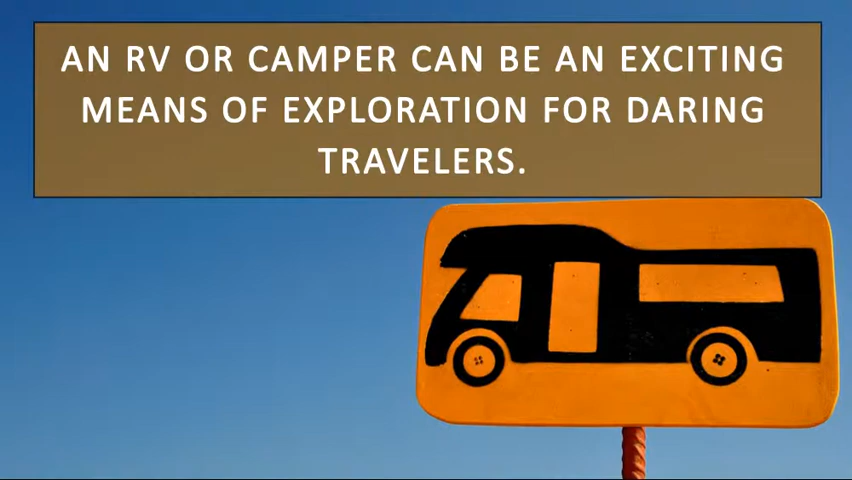 AN RV OR CAMPER CAN BE AN EXCITING
MEANS OF EXPLORATION FOR DARING
TRAVELERS.